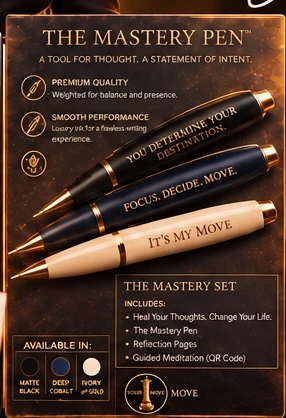 THE MASTERY PEN™
A TOOL FOR THOUGHT. A STATEMENT OF INTENT.
PREMIUM QUALITY
Weighted for balance and presence.
SMOOTH PERFORMANCE
Luxury ink for a flawless writing
experience.
YOU DETERMINE YOUR
DESTINATION.
FOCUS. DECIDE. MOVE.
IT'S MY MOVE
THE MASTERY SET
INCLUDES:
• Heal Your Thoughts. Change Your Life.
• The Mastery Pen
• Reflection Pages
• Guided Meditation (QR Code)
AVAILABLE IN:
MATTE
BLACK
DEEP
COBALT
IVORY
GOLD
YOUR MOVE
MOVE